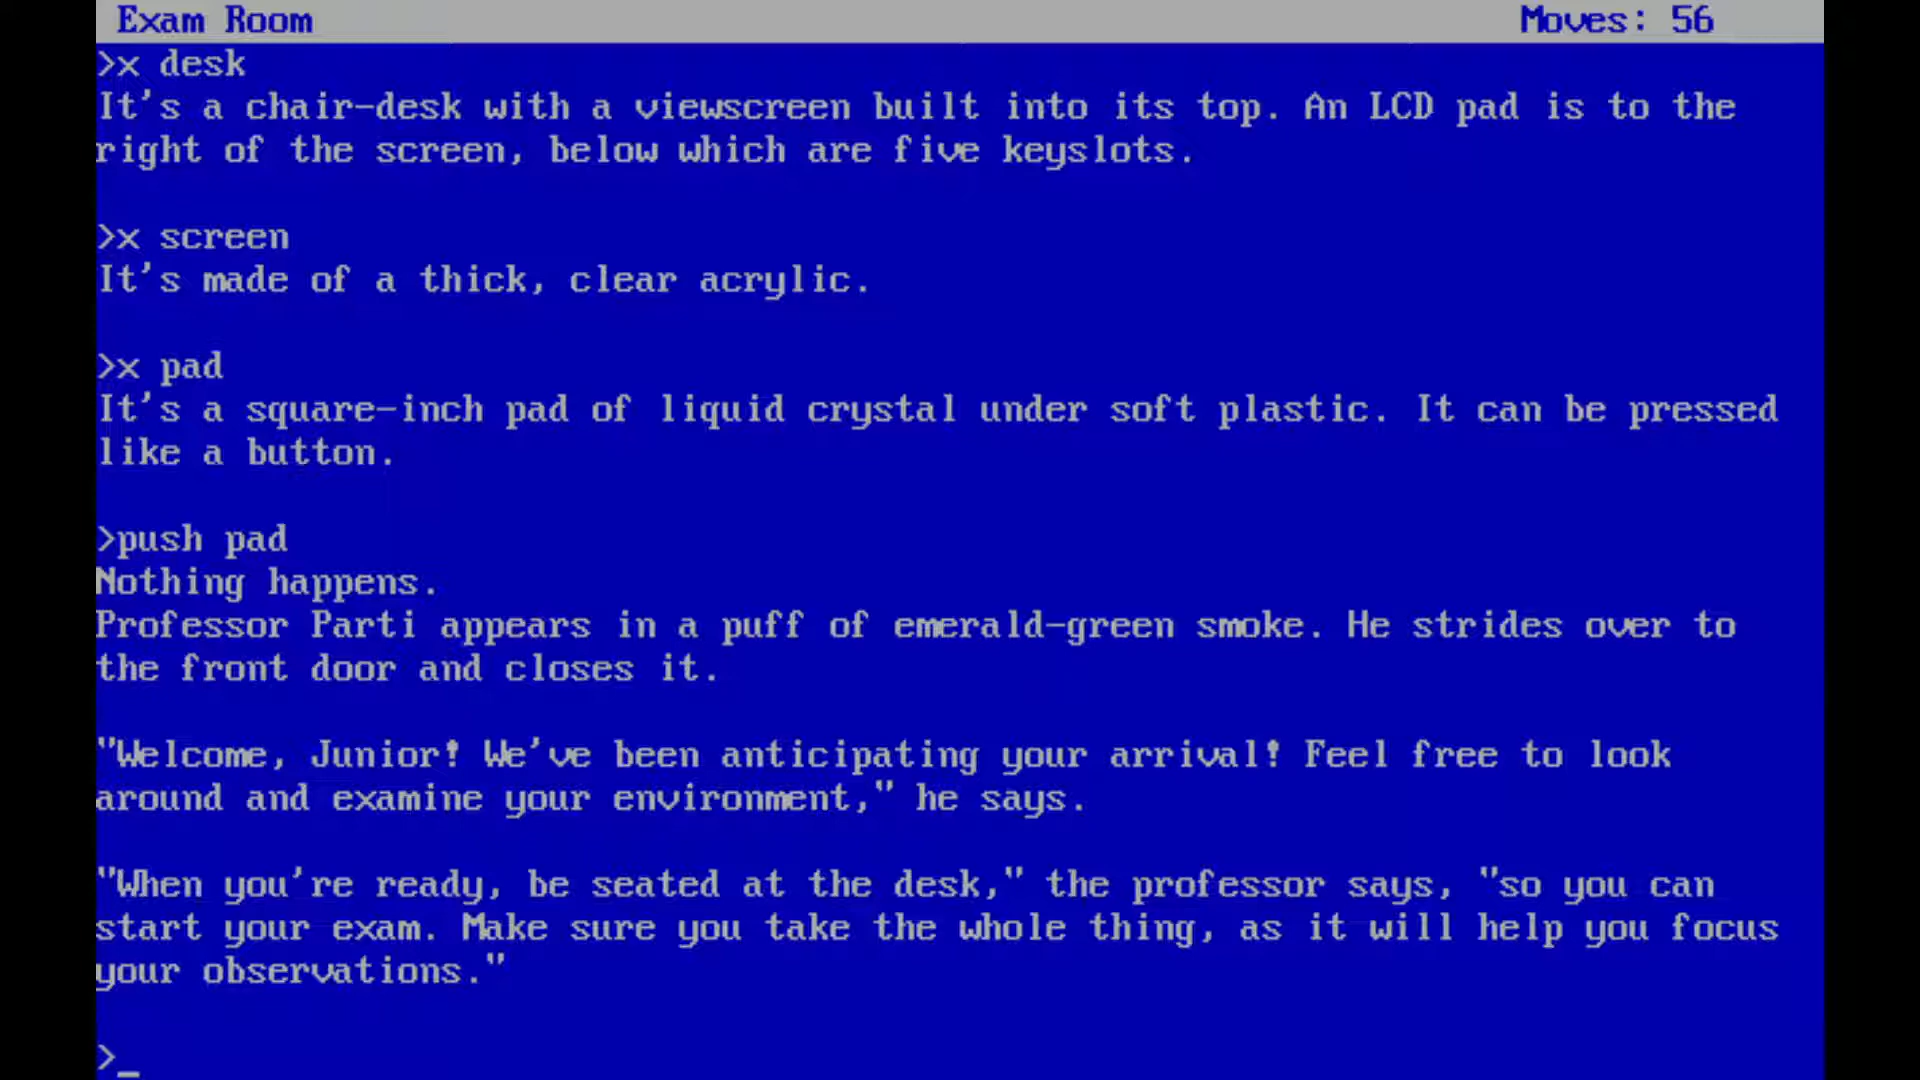 Exam Room Moves: 56
>x desk
It's a chair-desk with a viewscreen built into its top. An LCD pad is to the
right of the screen, below which are five keyslots.
>x screen
It's made of a thick, clear acrylic.
>x pad
It's a square-inch pad of liquid crystal under soft plastic. It can be pressed
like a button.
>push pad
Nothing happens.
Professor Parti appears in a puff of emerald-green smoke. He strides over to
the front door and closes it.
"Welcome, Junior! We've been anticipating your arrival! Feel free to look
around and examine your environment," he says.
"When you're ready, be seated at the desk," the professor says, "so you can
start your exam. Make sure you take the whole thing, as it will help you focus
your observations."
>_